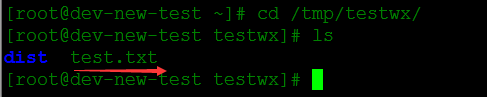 [root@dev-new-test ~]# cd /tmp/testwx/
[root@dev-new-test testwx]# ls
dist  test.txt
[root@dev-new-test testwx]#